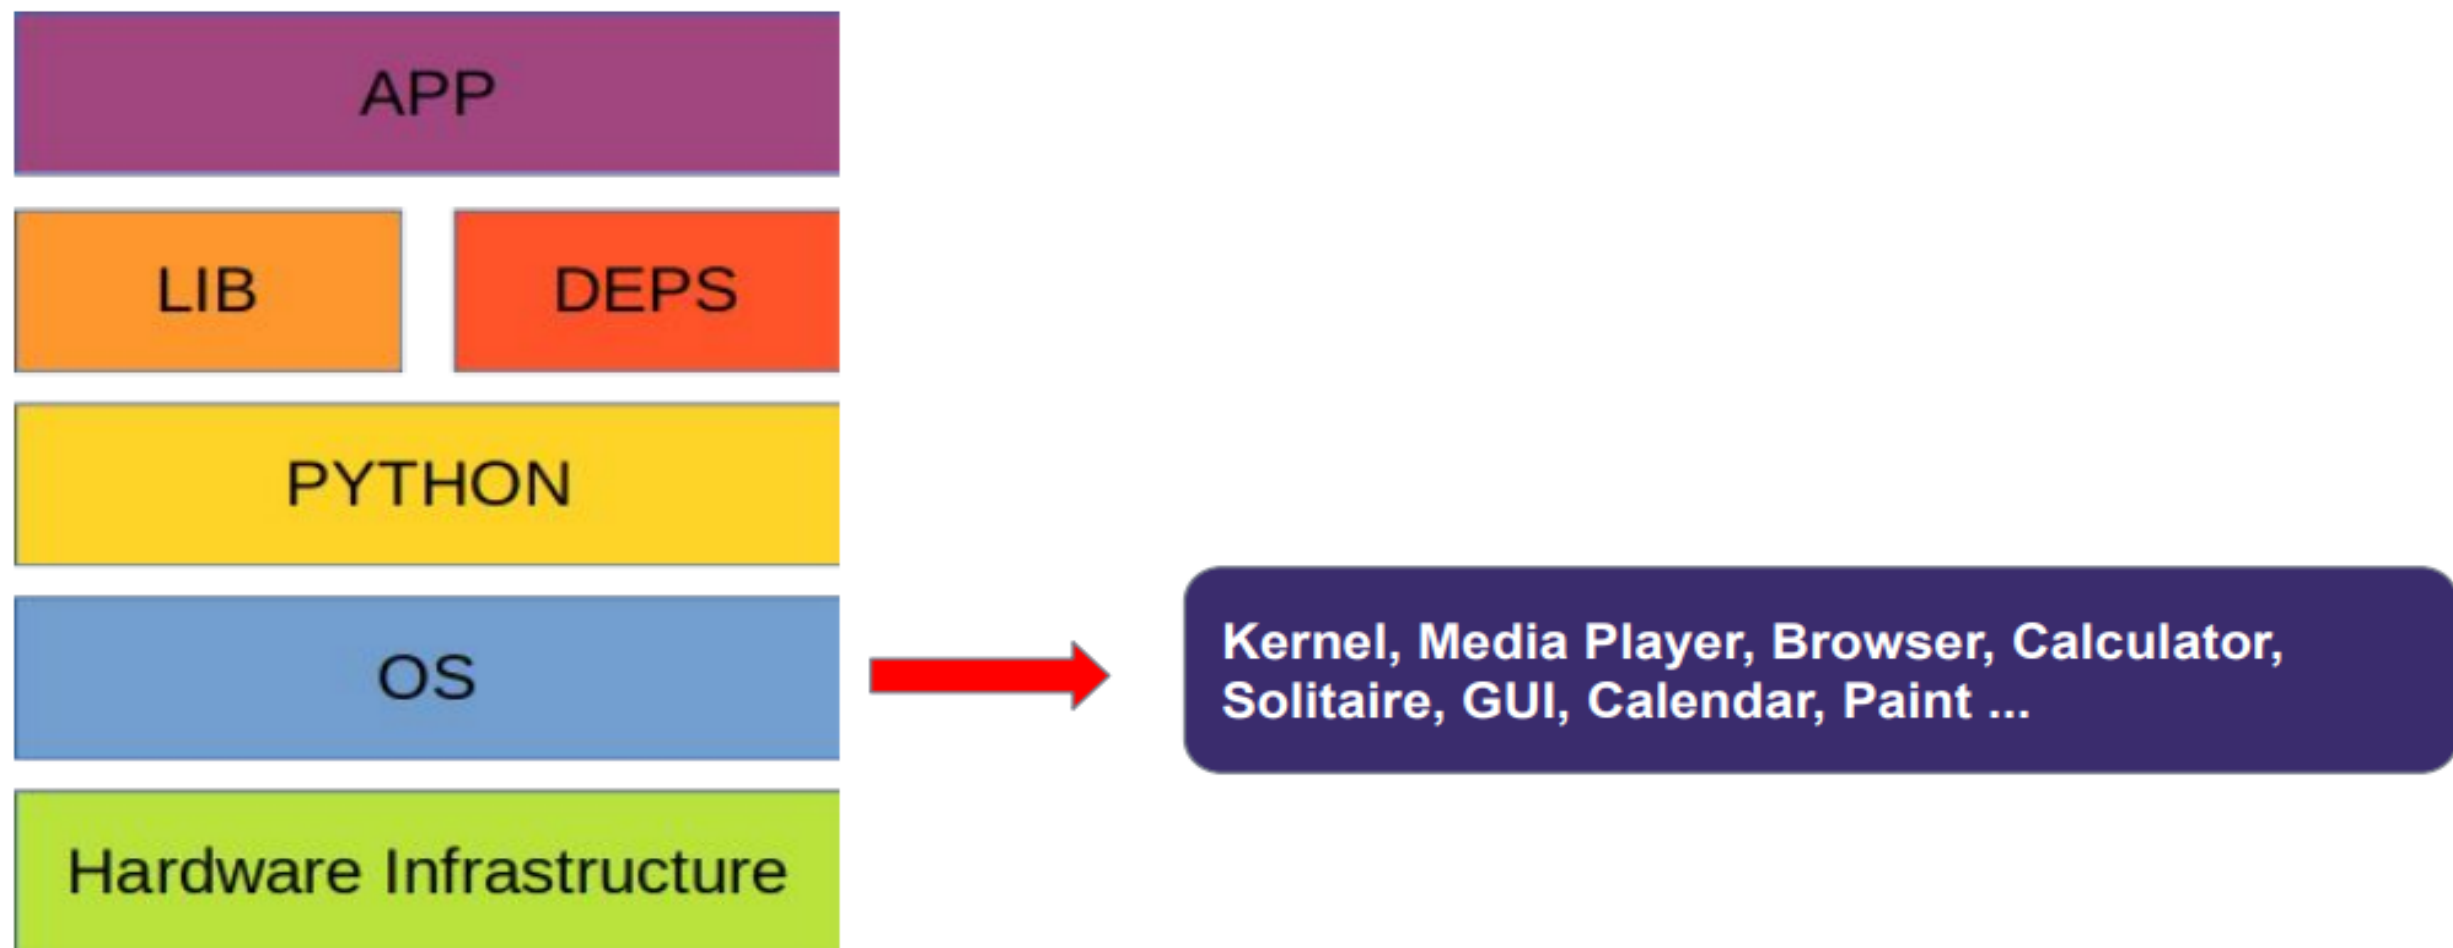 APP
LIB
DEPS
PYTHON
OS
Kernel, Media Player, Browser, Calculator,
Solitaire, GUI, Calendar, Paint ...
Hardware Infrastructure